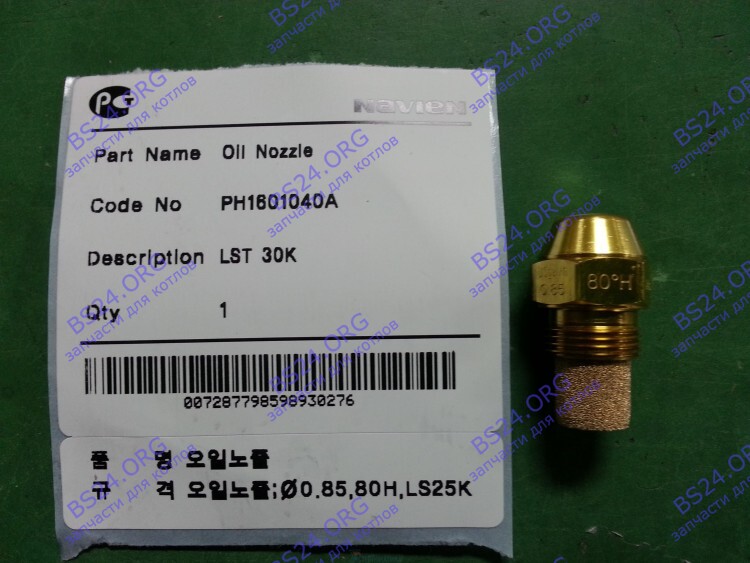 PCT
NAVIEN
Part Name Oil Nozzle
Code No PH1601040A
Description LST 30K
Qty 1
007287798598930276
품 명 오일노즐
규 격 오일노즐;Ø0.85,80H,LS25K
0.85
80°H
BS24.ORG
запчасти для котлов